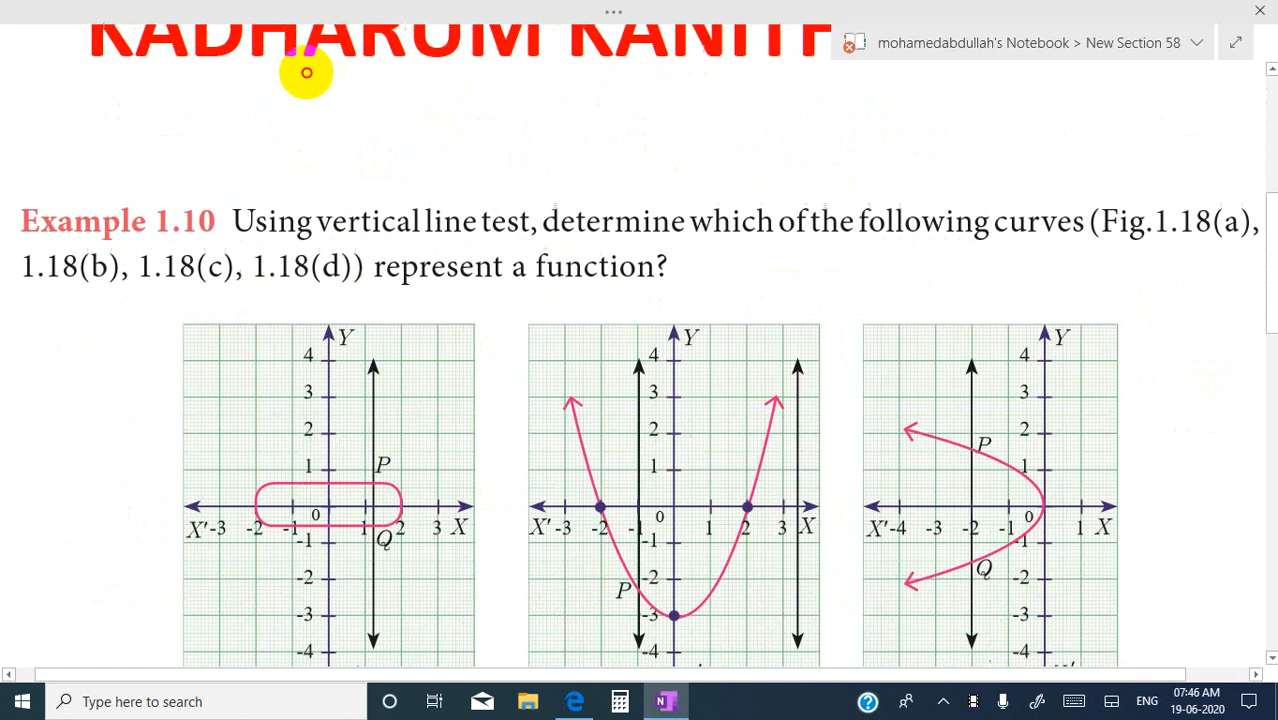 KADHARUM KANITH
mohamedabdullah's Notebook > New Section 58
Example 1.10 Using vertical line test, determine which of the following curves (Fig.1.18(a),
1.18(b), 1.18(c), 1.18(d)) represent a function?
Y
4
3
2
1
P
0
X' -3 -2 -1 1 2 3 X
Q
-1
-2
-3
-4
Y
4
3
2
1
0
X' -3 -2 -1 1 2 3 X
-1
P -2
-3
-4
Y
4
3
2
P
1
0
X' -4 -3 -2 -1 1 X
-1
Q
-2
-3
-4
Type here to search
ENG
07:46 AM
19-06-2020